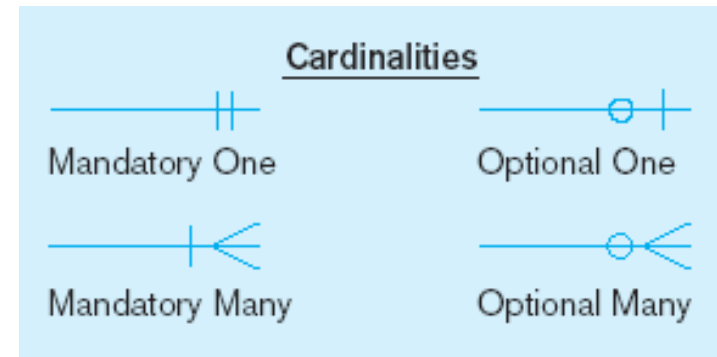 Cardinalities
Mandatory One
Optional One
Mandatory Many
Optional Many